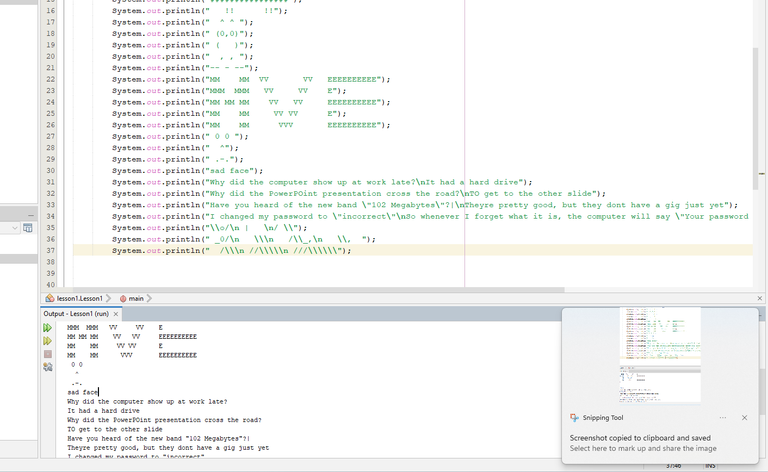 16 System.out.println("    !!       !!");
17 System.out.println("  ^ ^ ");
18 System.out.println(" {0,0}");
19 System.out.println(" {   }");
20 System.out.println("  , , ");
21 System.out.println("-- - --");
22 System.out.println("MM    MM  VV       VV   EEEEEEEEEE");
23 System.out.println("MMM  MMM   VV     VV    E");
24 System.out.println("MM MM MM    VV   VV     EEEEEEEEEE");
25 System.out.println("MM    MM     VV VV      E");
26 System.out.println("MM    MM      VVV       EEEEEEEEEE");
27 System.out.println(" 0 0 ");
28 System.out.println("  ^");
29 System.out.println(" .-.");
30 System.out.println("sad face");
31 System.out.println("Why did the computer show up at work late?\nIt had a hard drive");
32 System.out.println("Why did the PowerPOint presentation cross the road?\nTO get to the other slide");
33 System.out.println("Have you heard of the new band \"102 Megabytes\"?|\nTheyre pretty good, but they dont have a gig just yet");
34 System.out.println("I changed my password to \"incorrect\"\nSo whenever I forget what it is, the computer will say \"Your password
35 System.out.println("\\o/\n |   \n/ \\");
36 System.out.println(" _0/\n   \\\n   /\\_,\n   \\,  ");
37 System.out.println("  /\\\n //\\\\\n ///\\\\\\");
38
39
40
lesson1.Lesson1 main
Output - Lesson1 (run)
MMM  MMM   VV     VV    E
MM MM MM    VV   VV     EEEEEEEEEE
MM    MM     VV VV      E
MM    MM      VVV       EEEEEEEEEE
 0 0
  ^
 .-.
sad face
Why did the computer show up at work late?
It had a hard drive
Why did the PowerPOint presentation cross the road?
TO get to the other slide
Have you heard of the new band "102 Megabytes"?|
Theyre pretty good, but they dont have a gig just yet
I changed my password to "incorrect"
Snipping Tool
Screenshot copied to clipboard and saved
Select here to mark up and share the image
37:46 INS